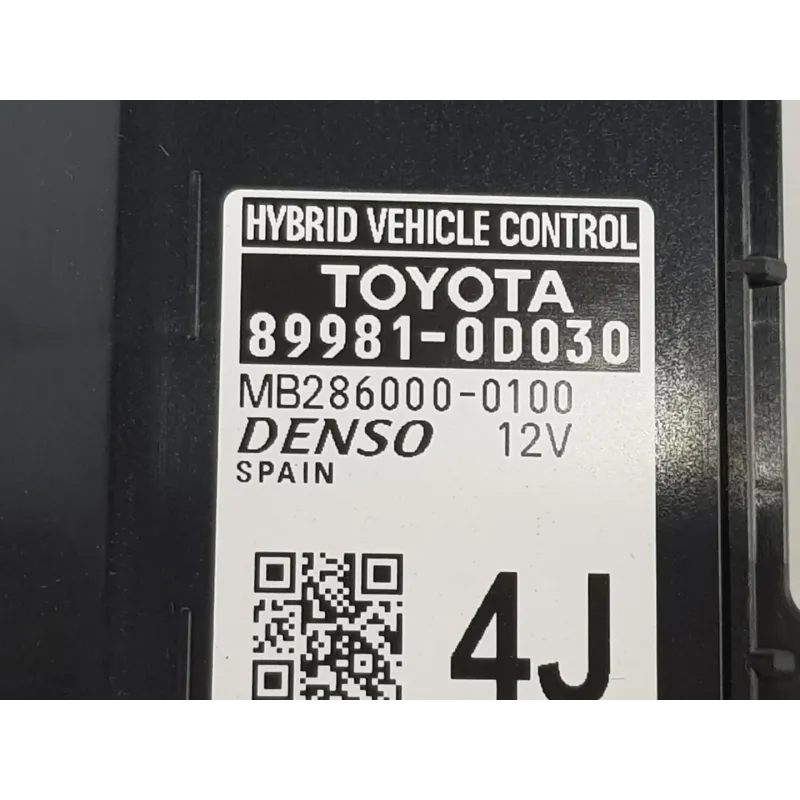 HYBRID VEHICLE CONTROL
TOYOTA
89981-0D030
MB286000-0100
DENSO 12V
SPAIN
4J